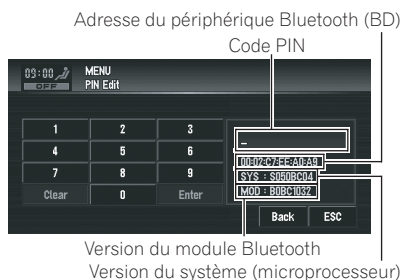 Adresse du périphérique Bluetooth (BD)
Code PIN
09:00 MENU
OFF PIN Edit
1 2 3
4 5 6
7 8 9
Clear 0 Enter
_
00:02:C7:EE:A0:A9
SYS : S050BC04
MOD : B0BC1032
Back ESC
Version du module Bluetooth
Version du système (microprocesseur)